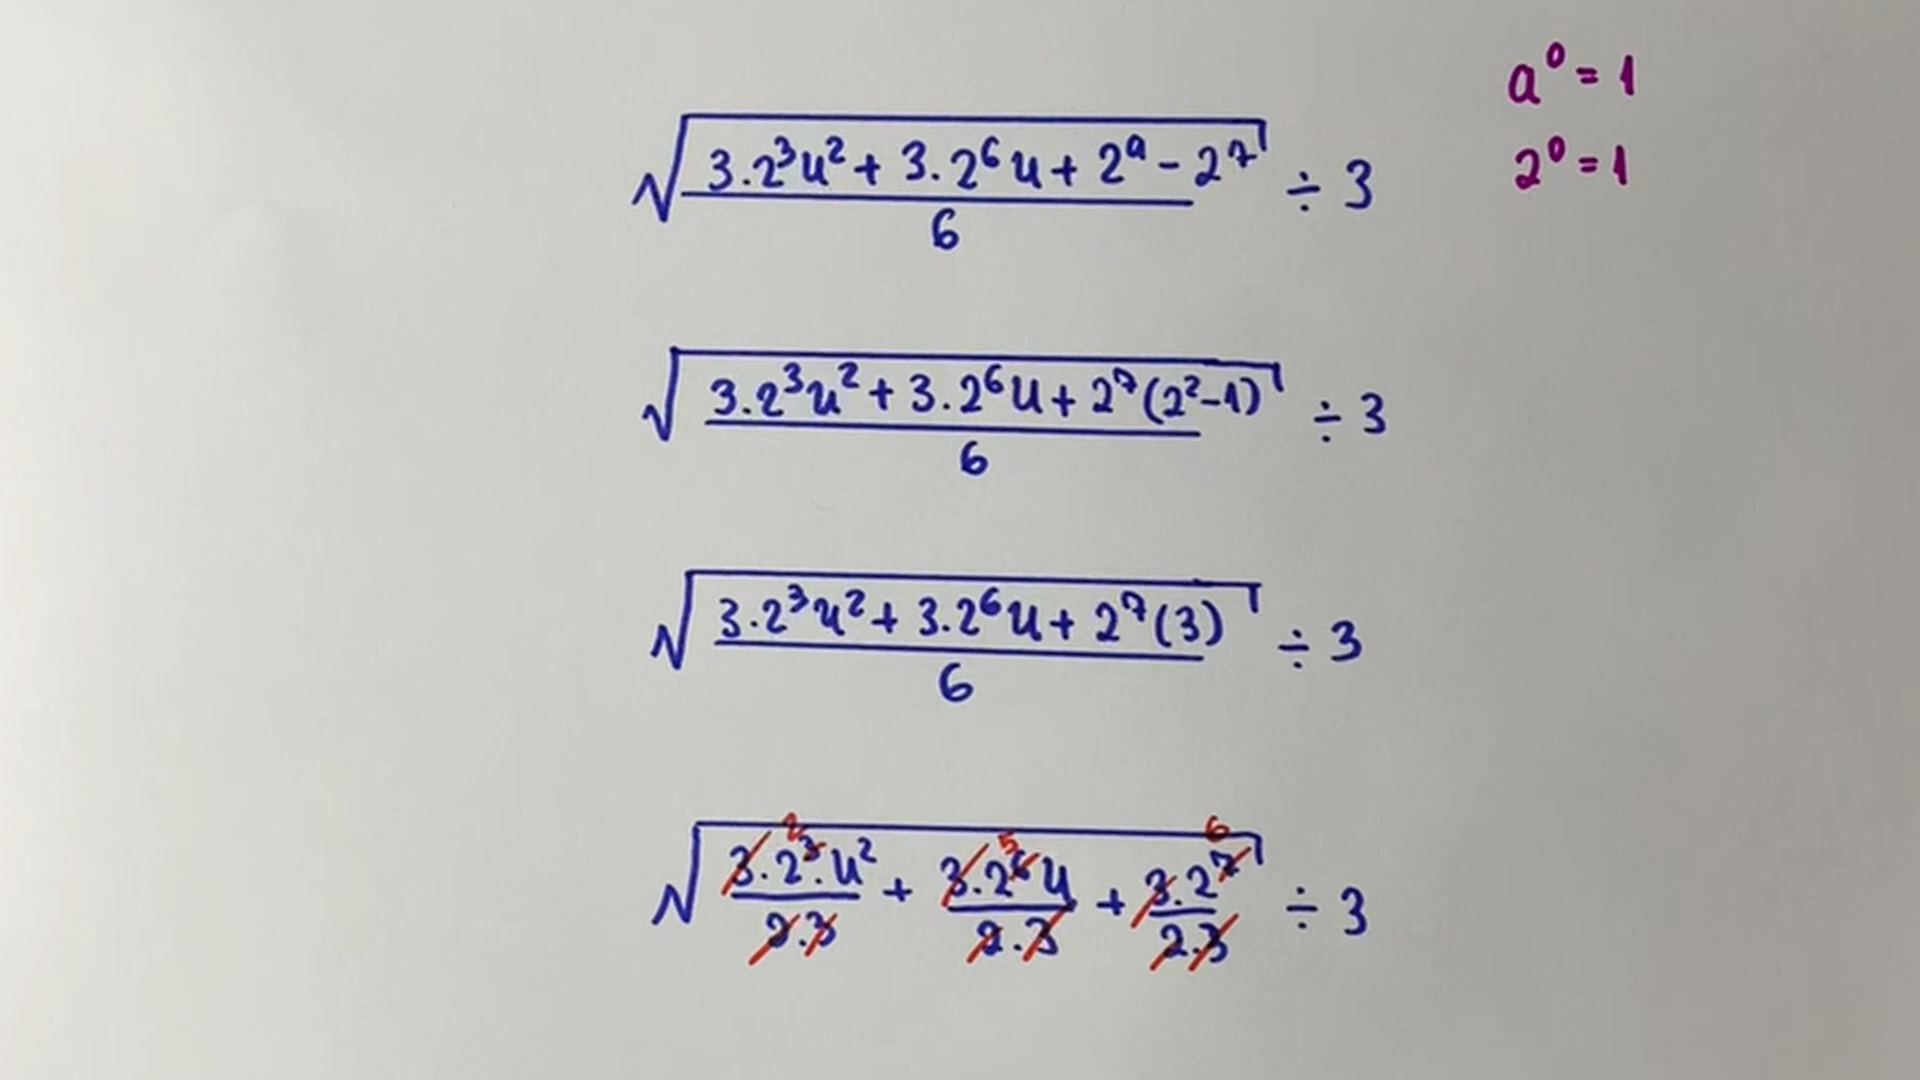 a⁰ = 1
2⁰ = 1
√((3.2³u² + 3.2⁶u + 2⁹ - 2⁷)/6) ÷ 3
√((3.2³u² + 3.2⁶u + 2⁷(2²-1))/6) ÷ 3
√((3.2³u² + 3.2⁶u + 2⁷(3))/6) ÷ 3
2 5 6
√((3.2³.u²)/(2.3) + (3.2⁶u)/(2.3) + (3.2⁷)/(2.3)) ÷ 3